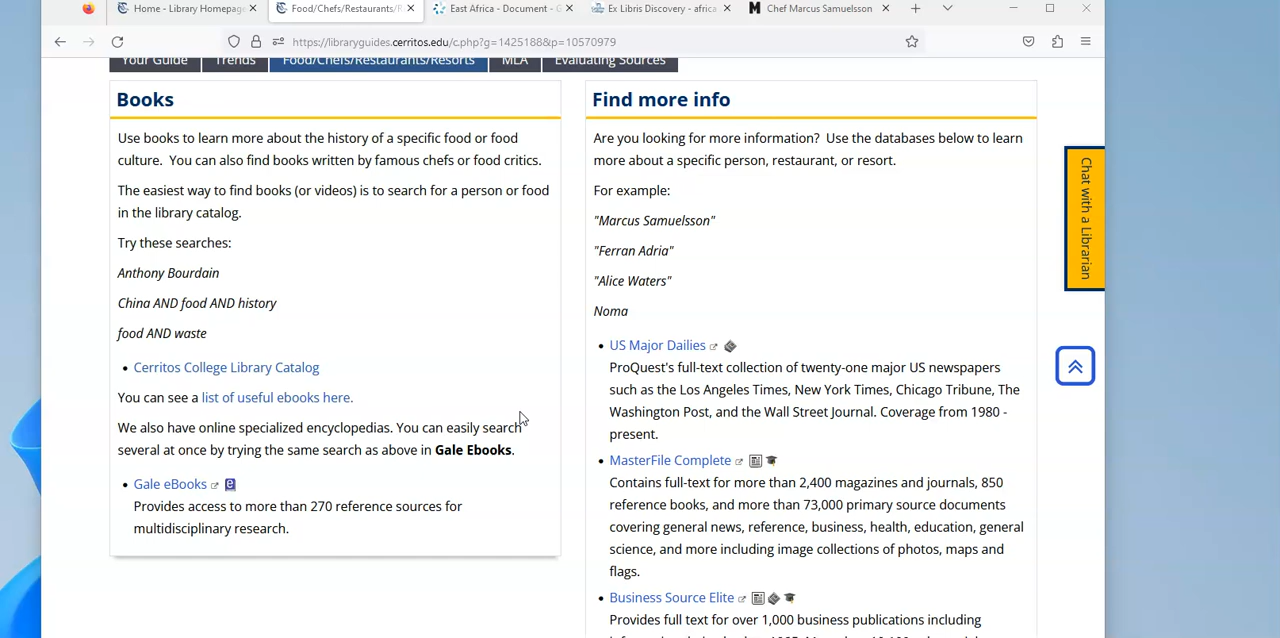 Home - Library Homepage
Food/Chefs/Restaurants/R
East Africa - Document - G
Ex Libris Discovery - africa
Chef Marcus Samuelsson
https://libraryguides.cerritos.edu/c.php?g=1425188&p=10570979
Your Guide
Trends
Food/Chefs/Restaurants/Resorts
MLA
Evaluating Sources
Books
Use books to learn more about the history of a specific food or food
culture. You can also find books written by famous chefs or food critics.
The easiest way to find books (or videos) is to search for a person or food
in the library catalog.
Try these searches:
Anthony Bourdain
China AND food AND history
food AND waste
• Cerritos College Library Catalog
You can see a list of useful ebooks here.
We also have online specialized encyclopedias. You can easily search
several at once by trying the same search as above in Gale Ebooks.
• Gale eBooks
Provides access to more than 270 reference sources for
multidisciplinary research.
Find more info
Are you looking for more information? Use the databases below to learn
more about a specific person, restaurant, or resort.
For example:
"Marcus Samuelsson"
"Ferran Adria"
"Alice Waters"
Noma
• US Major Dailies
ProQuest's full-text collection of twenty-one major US newspapers
such as the Los Angeles Times, New York Times, Chicago Tribune, The
Washington Post, and the Wall Street Journal. Coverage from 1980 -
present.
• MasterFile Complete
Contains full-text for more than 2,400 magazines and journals, 850
reference books, and more than 73,000 primary source documents
covering general news, reference, business, health, education, general
science, and more including image collections of photos, maps and
flags.
• Business Source Elite
Provides full text for over 1,000 business publications including
Chat with a Librarian